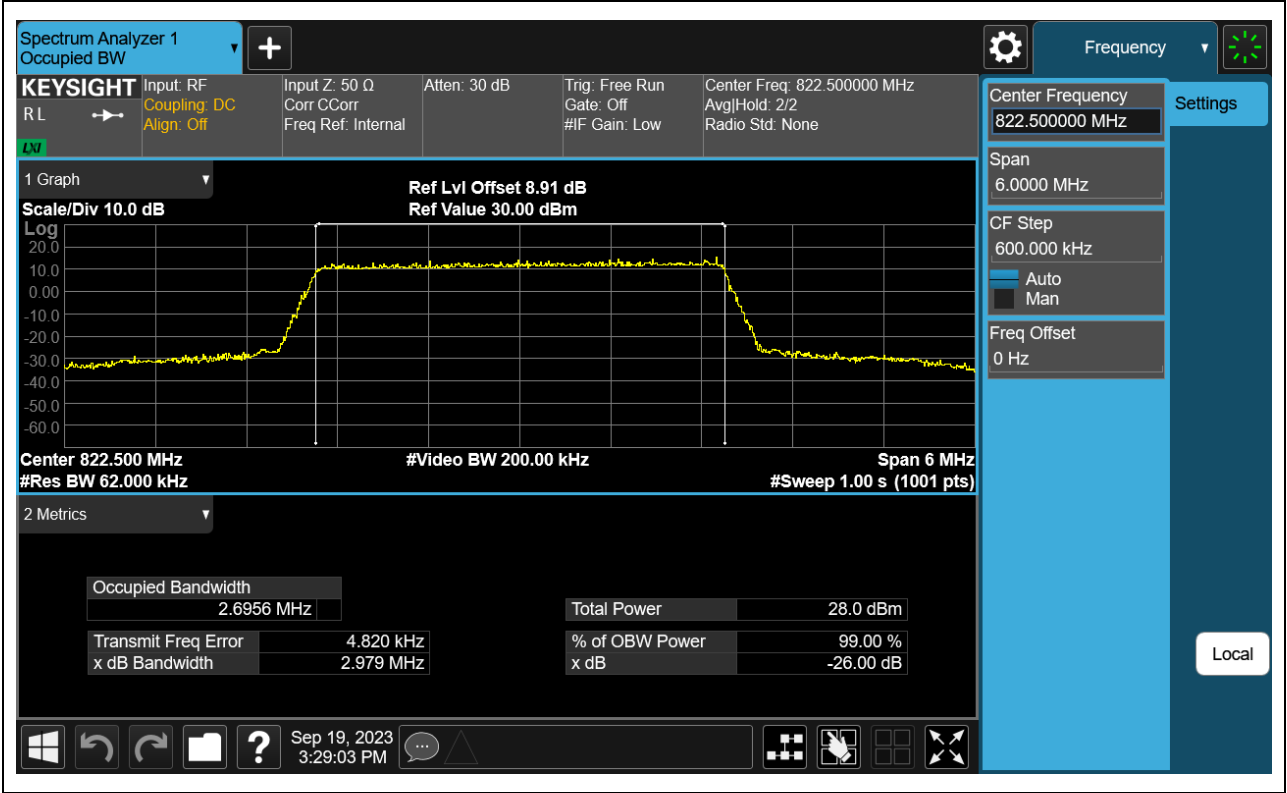 Spectrum Analyzer 1
Occupied BW
▼
+
Frequency
▼
KEYSIGHT
R L
LXI
Input: RF
Coupling: DC
Align: Off
Input Z: 50 Ω
Corr CCorr
Freq Ref: Internal
Atten: 30 dB
Trig: Free Run
Gate: Off
#IF Gain: Low
Center Freq: 822.500000 MHz
Avg|Hold: 2/2
Radio Std: None
Center Frequency
822.500000 MHz
Settings
Span
6.0000 MHz
CF Step
600.000 kHz
Auto
Man
Freq Offset
0 Hz
Local
1 Graph ▼
Scale/Div 10.0 dB
Ref Lvl Offset 8.91 dB
Ref Value 30.00 dBm
Log
20.0
10.0
0.00
-10.0
-20.0
-30.0
-40.0
-50.0
-60.0
Center 822.500 MHz #Video BW 200.00 kHz Span 6 MHz
#Res BW 62.000 kHz #Sweep 1.00 s (1001 pts)
2 Metrics ▼
Occupied Bandwidth
2.6956 MHz
Total Power 28.0 dBm
Transmit Freq Error 4.820 kHz
% of OBW Power 99.00 %
x dB Bandwidth 2.979 MHz
x dB -26.00 dB
?
Sep 19, 2023
3:29:03 PM